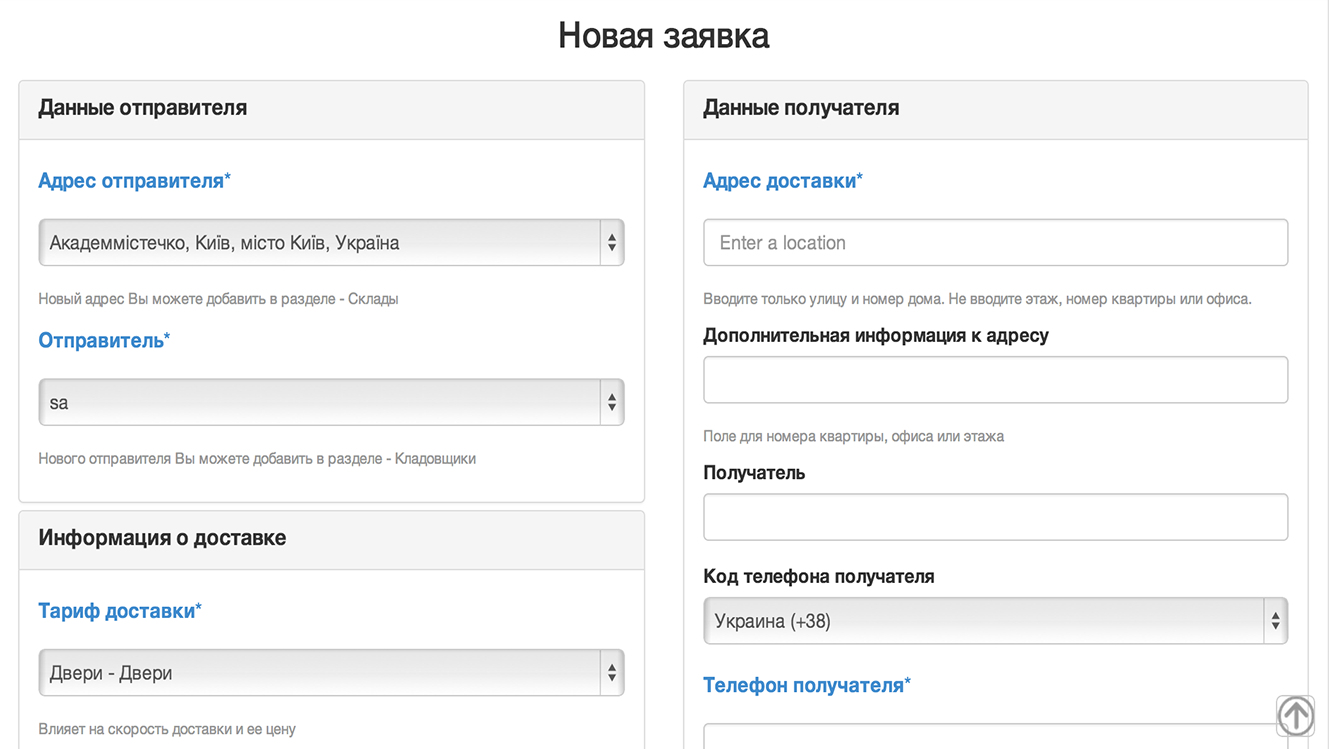 Новая заявка
Данные отправителя
Адрес отправителя*
Академмістечко, Київ, місто Київ, Україна
Новый адрес Вы можете добавить в разделе - Склады
Отправитель*
sa
Нового отправителя Вы можете добавить в разделе - Кладовщики
Информация о доставке
Тариф доставки*
Двери - Двери
Влияет на скорость доставки и ее цену
Данные получателя
Адрес доставки*
Enter a location
Вводите только улицу и номер дома. Не вводите этаж, номер квартиры или офиса.
Дополнительная информация к адресу
Поле для номера квартиры, офиса или этажа
Получатель
Код телефона получателя
Украина (+38)
Телефон получателя*